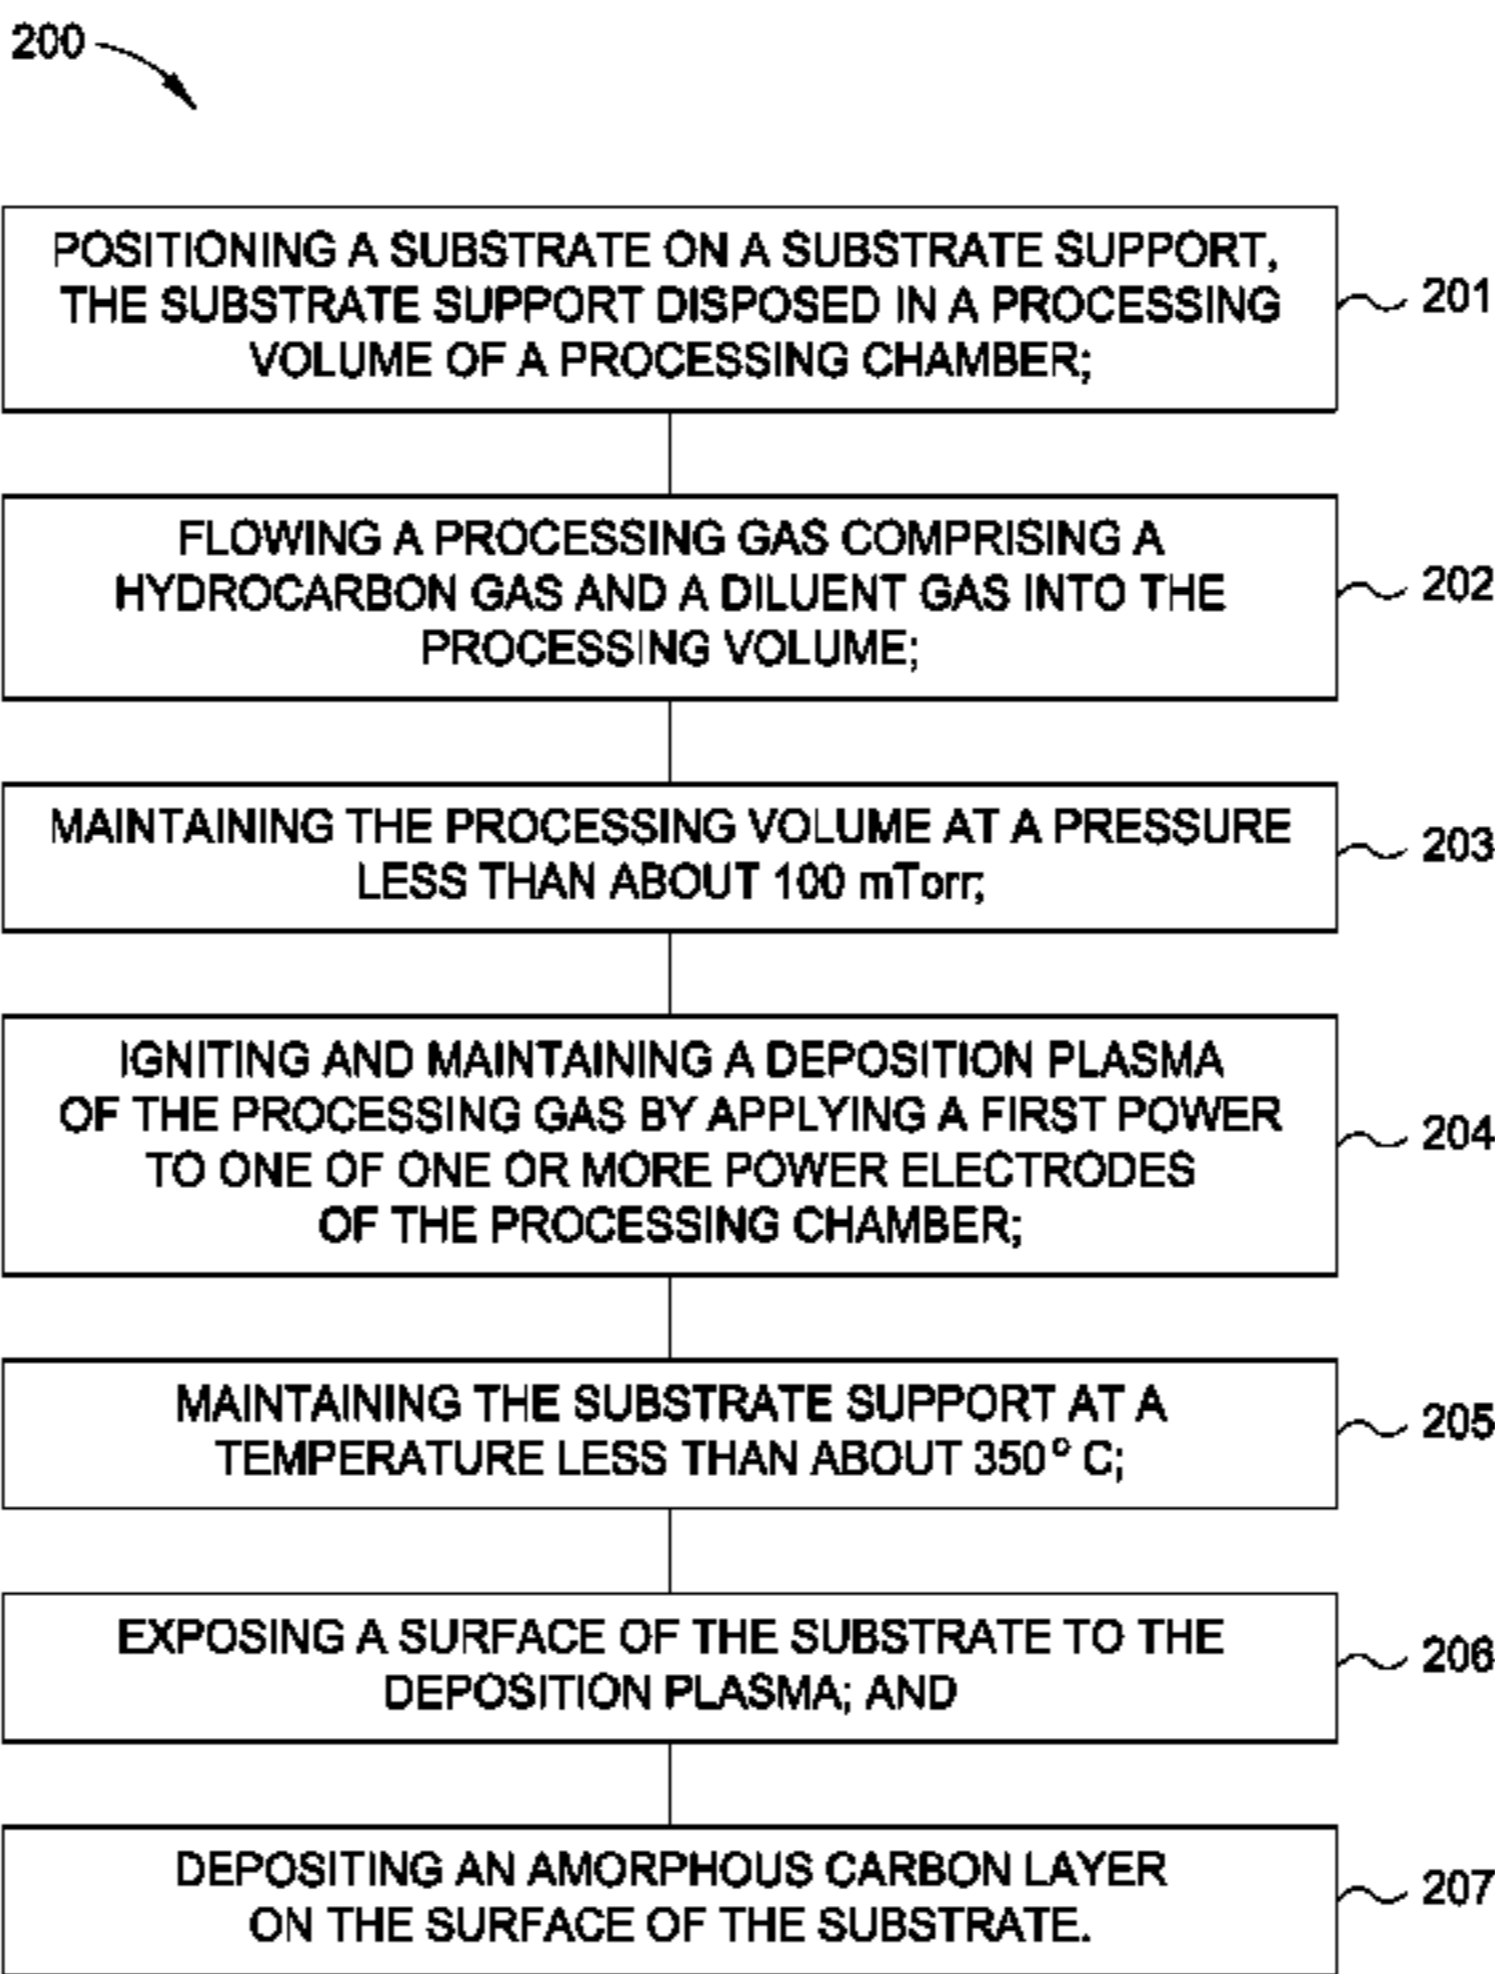 200
POSITIONING A SUBSTRATE ON A SUBSTRATE SUPPORT,
THE SUBSTRATE SUPPORT DISPOSED IN A PROCESSING
VOLUME OF A PROCESSING CHAMBER;
201
FLOWING A PROCESSING GAS COMPRISING A
HYDROCARBON GAS AND A DILUENT GAS INTO THE
PROCESSING VOLUME;
202
MAINTAINING THE PROCESSING VOLUME AT A PRESSURE
LESS THAN ABOUT 100 mTorr;
203
IGNITING AND MAINTAINING A DEPOSITION PLASMA
OF THE PROCESSING GAS BY APPLYING A FIRST POWER
TO ONE OF ONE OR MORE POWER ELECTRODES
OF THE PROCESSING CHAMBER;
204
MAINTAINING THE SUBSTRATE SUPPORT AT A
TEMPERATURE LESS THAN ABOUT 350° C;
205
EXPOSING A SURFACE OF THE SUBSTRATE TO THE
DEPOSITION PLASMA; AND
206
DEPOSITING AN AMORPHOUS CARBON LAYER
ON THE SURFACE OF THE SUBSTRATE.
207